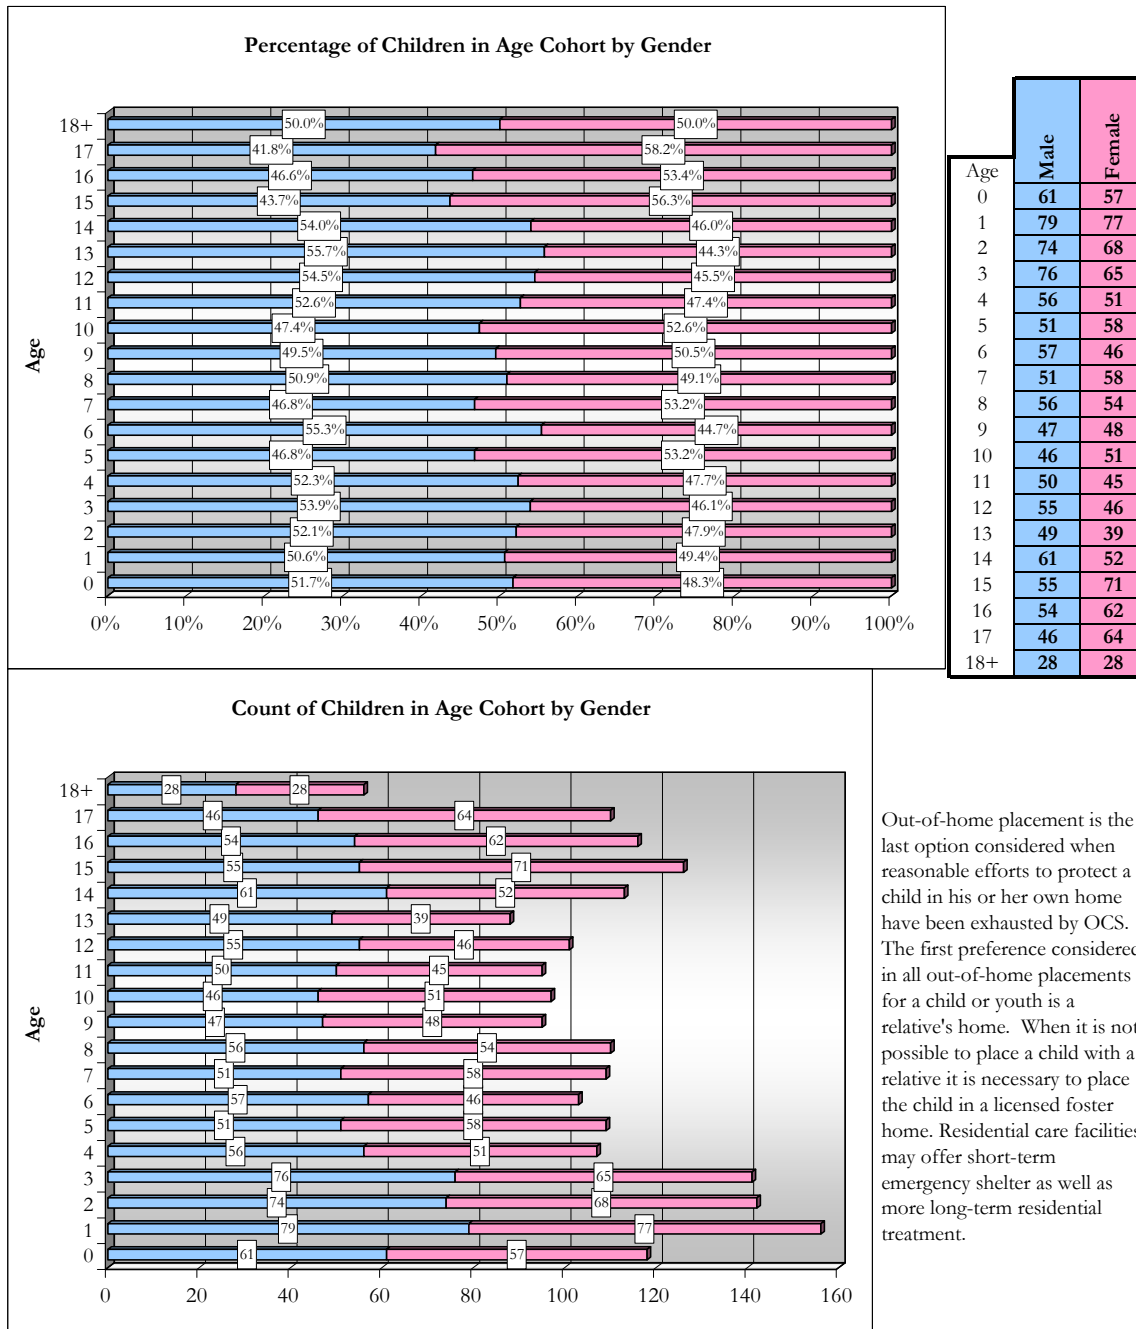 Percentage of Children in Age Cohort by Gender
Age
18+ 50.0% 50.0%
17 41.8% 58.2%
16 46.6% 53.4%
15 43.7% 56.3%
14 54.0% 46.0%
13 55.7% 44.3%
12 54.5% 45.5%
11 52.6% 47.4%
10 47.4% 52.6%
9 49.5% 50.5%
8 50.9% 49.1%
7 46.8% 53.2%
6 55.3% 44.7%
5 46.8% 53.2%
4 52.3% 47.7%
3 53.9% 46.1%
2 52.1% 47.9%
1 50.6% 49.4%
0 51.7% 48.3%
0% 10% 20% 30% 40% 50% 60% 70% 80% 90% 100%
Age Male Female
0 61 57
1 79 77
2 74 68
3 76 65
4 56 51
5 51 58
6 57 46
7 51 58
8 56 54
9 47 48
10 46 51
11 50 45
12 55 46
13 49 39
14 61 52
15 55 71
16 54 62
17 46 64
18+ 28 28
Count of Children in Age Cohort by Gender
Age
18+ 28 28
17 46 64
16 54 62
15 55 71
14 61 52
13 49 39
12 55 46
11 50 45
10 46 51
9 47 48
8 56 54
7 51 58
6 57 46
5 51 58
4 56 51
3 76 65
2 74 68
1 79 77
0 61 57
0 20 40 60 80 100 120 140 160
Out-of-home placement is the
last option considered when
reasonable efforts to protect a
child in his or her own home
have been exhausted by OCS.
The first preference considered
in all out-of-home placements
for a child or youth is a
relative's home. When it is not
possible to place a child with a
relative it is necessary to place
the child in a licensed foster
home. Residential care facilities
may offer short-term
emergency shelter as well as
more long-term residential
treatment.